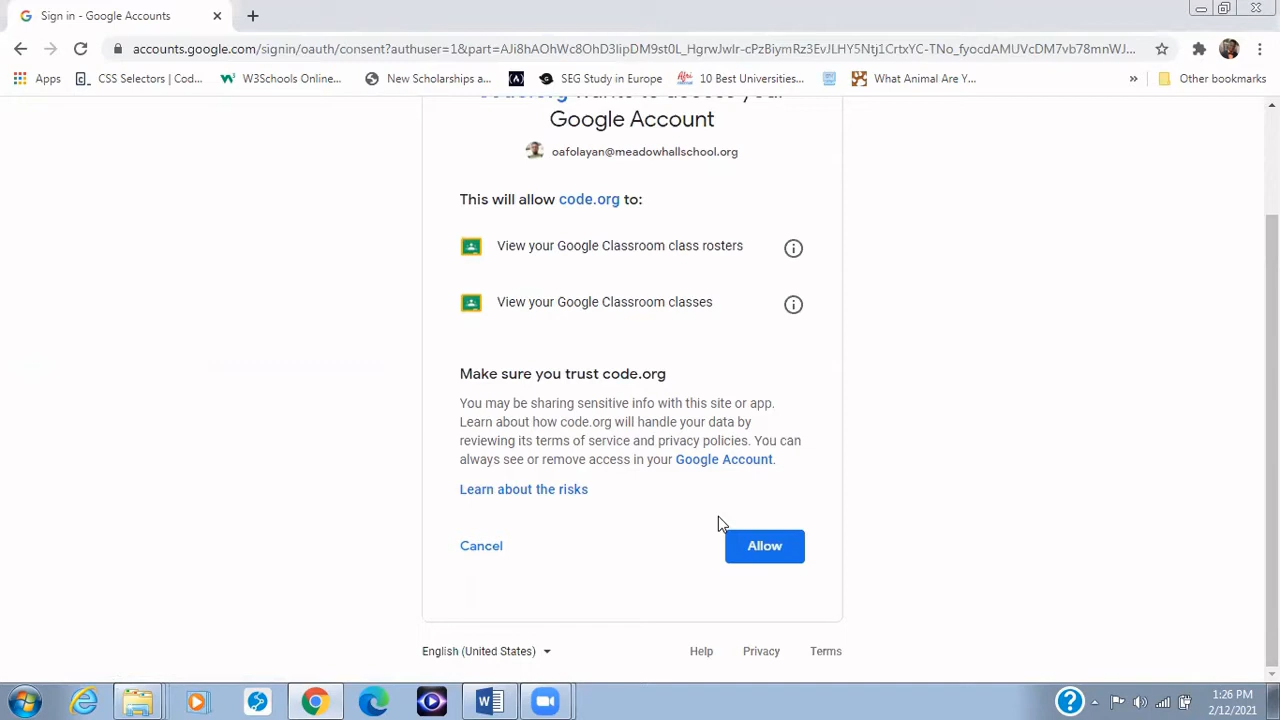 Sign in - Google Accounts
accounts.google.com/signin/oauth/consent?authuser=1&part=
Apps
CSS Selectors | Cod...
W3Schools Online...
New Scholarships a...
SEG Study in Europe
10 Best Universities...
What Animal Are Y...
»
Other bookmarks
Google Account
oafolayan@meadowhallschool.org
This will allow code.org to:
View your Google Classroom class rosters
View your Google Classroom classes
Make sure you trust code.org
You may be sharing sensitive info with this site or app.
Learn about how code.org will handle your data by
reviewing its terms of service and privacy policies. You can
always see or remove access in your Google Account.
Learn about the risks
Cancel
Allow
English (United States)
Help
Privacy
Terms
1:26 PM
2/12/2021